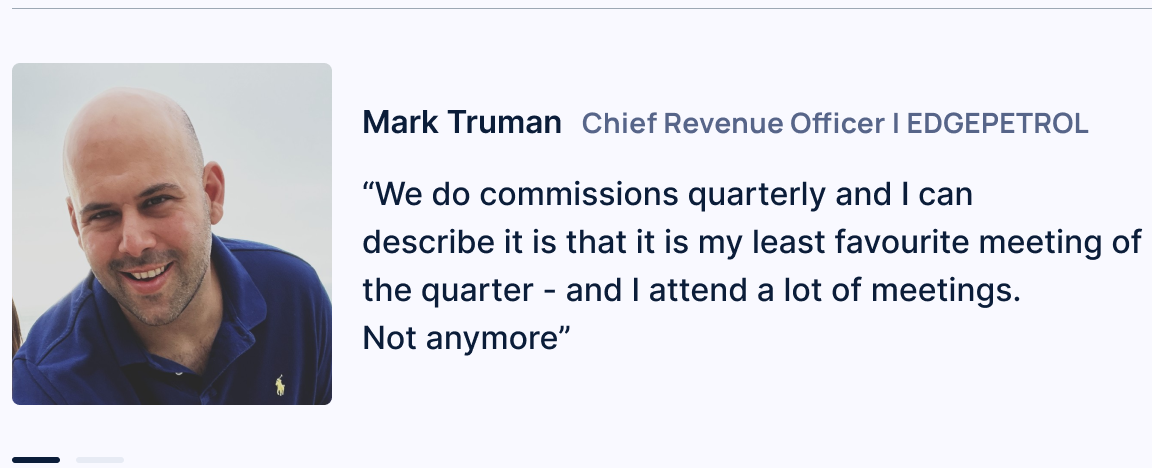 Mark Truman Chief Revenue Officer I EDGEPETROL
“We do commissions quarterly and I can
describe it is that it is my least favourite meeting of
the quarter - and I attend a lot of meetings.
Not anymore”